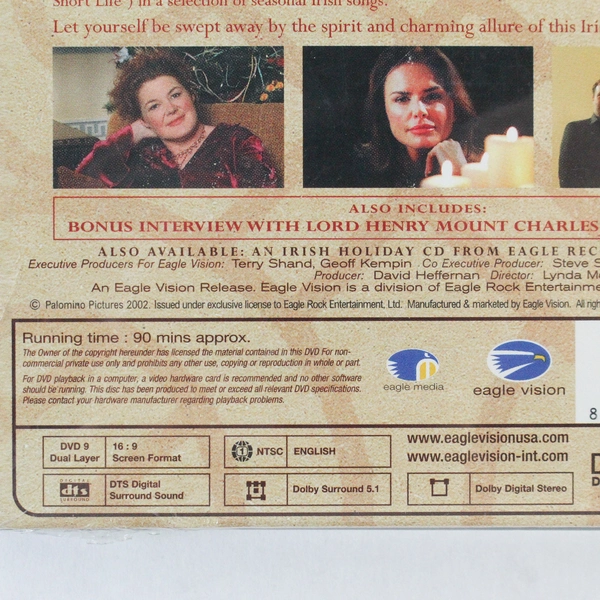 Short Life") in a selection of seasonal Irish songs.
Let yourself be swept away by the spirit and charming allure of this Iri
ALSO INCLUDES:
BONUS INTERVIEW WITH LORD HENRY MOUNT CHARLES
ALSO AVAILABLE: AN IRISH HOLIDAY CD FROM EAGLE REC
Executive Producers For Eagle Vision: Terry Shand, Geoff Kempin Co Executive Producer: Steve S
Producer: David Heffernan Director: Lynda M
An Eagle Vision Release. Eagle Vision is a division of Eagle Rock Entertainme
© Palomino Pictures 2002. Issued under exclusive license to Eagle Rock Entertainment, Ltd. Manufactured & marketed by Eagle Vision. All righ
Running time : 90 mins approx.
The Owner of the copyright hereunder has licensed the material contained in this DVD For non-
commercial private use only and prohibits any other use, copying or reproduction in whole or part.
For DVD playback in a computer, a video hardware card is recommended and no other software
should be running. This disc has been produced to meet or exceed all relevant DVD specifications.
Please contact your hardware manufacturer regarding playback problems.
eagle media
eagle vision
8
DVD 9
Dual Layer
16 : 9
Screen Format
NTSC
ENGLISH
www.eaglevisionusa.com
www.eaglevision-int.com
DIGITAL
dts
SURROUND
DTS Digital
Surround Sound
Dolby Surround 5.1
Dolby Digital Stereo